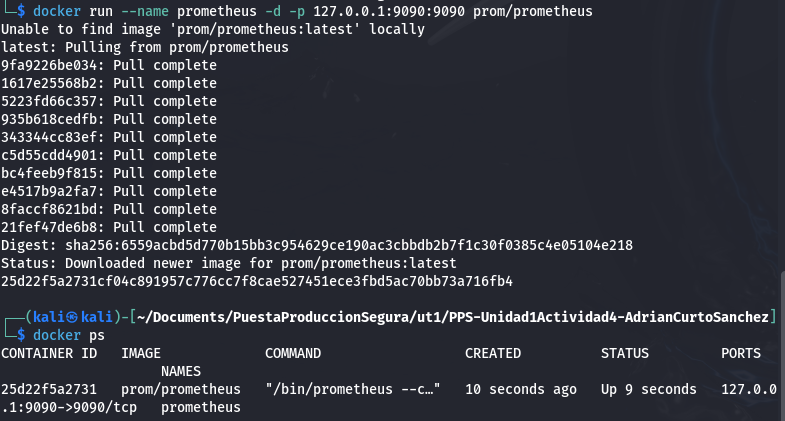 └─$ docker run --name prometheus -d -p 127.0.0.1:9090:9090 prom/prometheus
Unable to find image 'prom/prometheus:latest' locally
latest: Pulling from prom/prometheus
9fa9226be034: Pull complete
1617e25568b2: Pull complete
5223fd66c357: Pull complete
935b618cedfb: Pull complete
343344cc83ef: Pull complete
c5d55cdd4901: Pull complete
bc4feeb9f815: Pull complete
e4517b9a2fa7: Pull complete
8faccf8621bd: Pull complete
21fef47de6b8: Pull complete
Digest: sha256:6559acbd5d770b15bb3c954629ce190ac3cbbdb2b7f1c30f0385c4e05104e218
Status: Downloaded newer image for prom/prometheus:latest
25d22f5a2731cf04c891957c776cc7f8cae527451ece3fbd5ac70bb73a716fb4
┌──(kali㉿kali)-[~/Documents/PuestaProduccionSegura/ut1/PPS-Unidad1Actividad4-AdrianCurtoSanchez]
└─$ docker ps
CONTAINER ID   IMAGE             COMMAND                  CREATED          STATUS         PORTS
NAMES
25d22f5a2731   prom/prometheus   "/bin/prometheus --c…"   10 seconds ago   Up 9 seconds   127.0.0
.1:9090->9090/tcp   prometheus